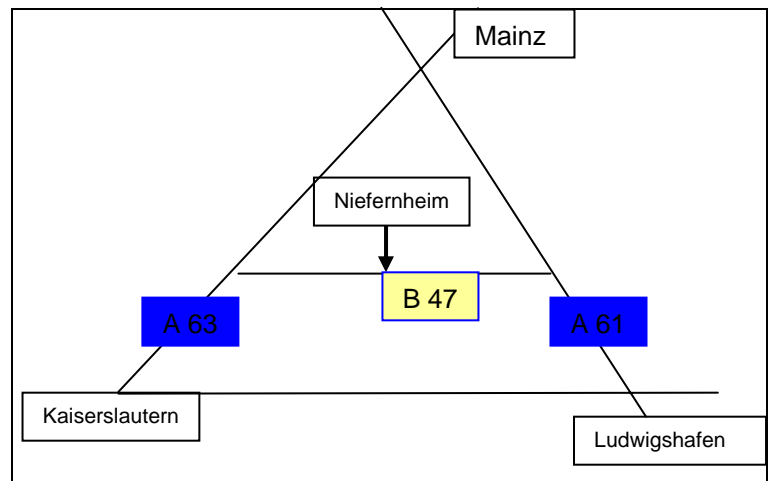 Mainz
Niefernheim
B 47
A 63
A 61
Kaiserslautern
Ludwigshafen